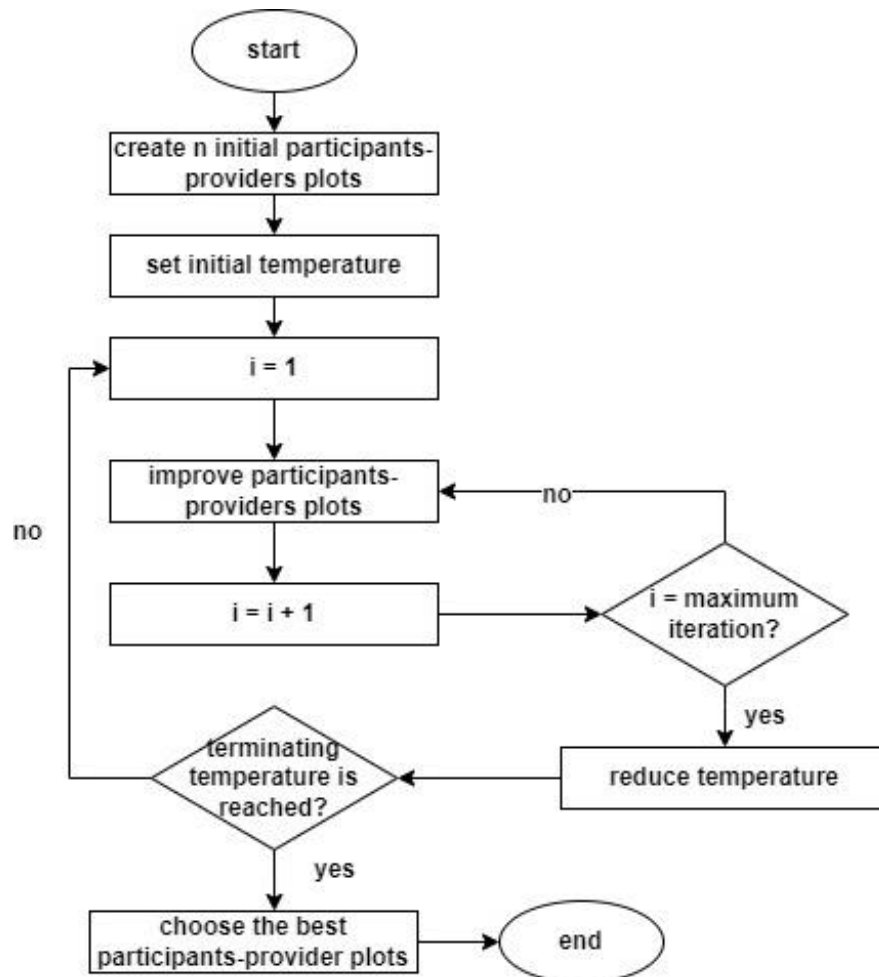 start
create n initial participants-
providers plots
set initial temperature
i = 1
improve participants-
providers plots
no
no
i = i + 1
i = maximum
iteration?
yes
terminating
temperature is
reached?
reduce temperature
yes
choose the best
participants-provider plots
end